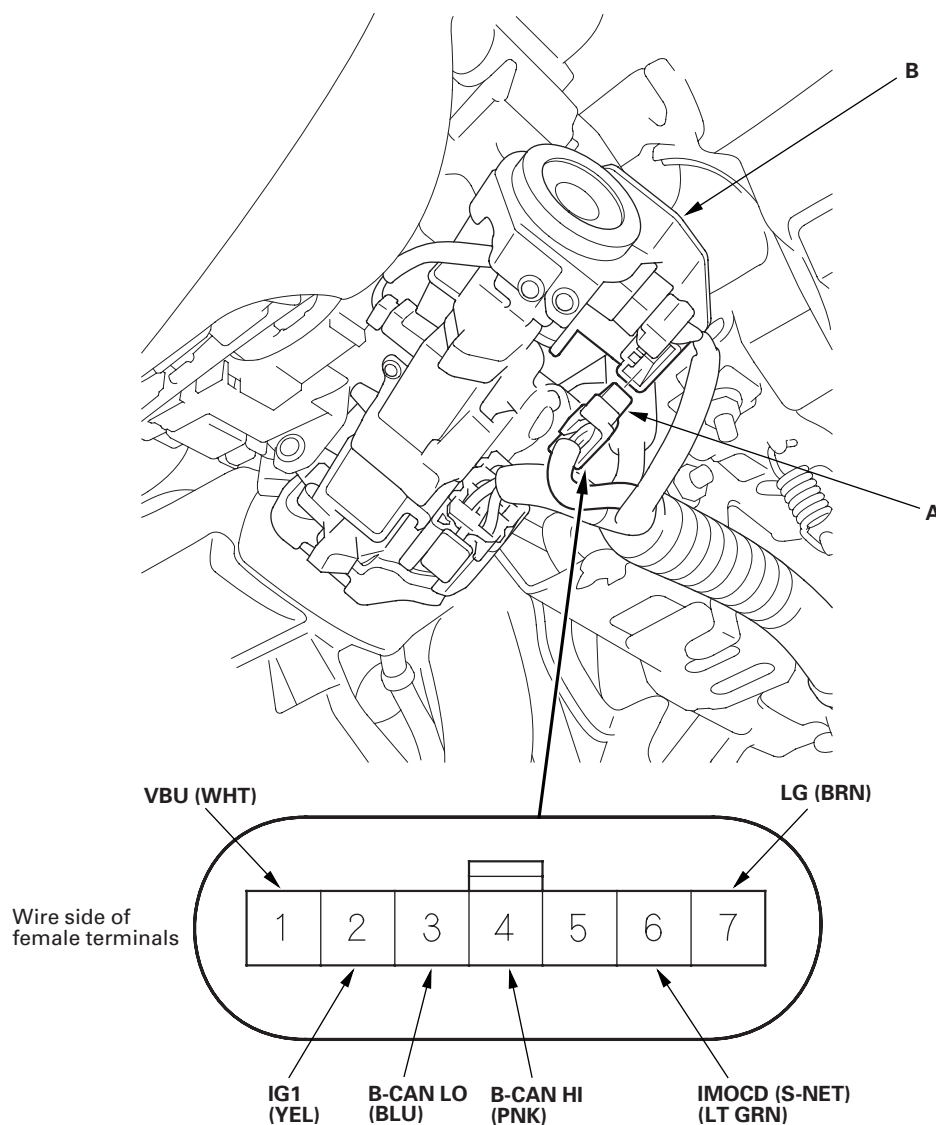 B
A
VBU (WHT)
LG (BRN)
Wire side of
female terminals
1 2 3 4 5 6 7
IG1
(YEL)
B-CAN LO
(BLU)
B-CAN HI
(PNK)
IMOCD (S-NET)
(LT GRN)